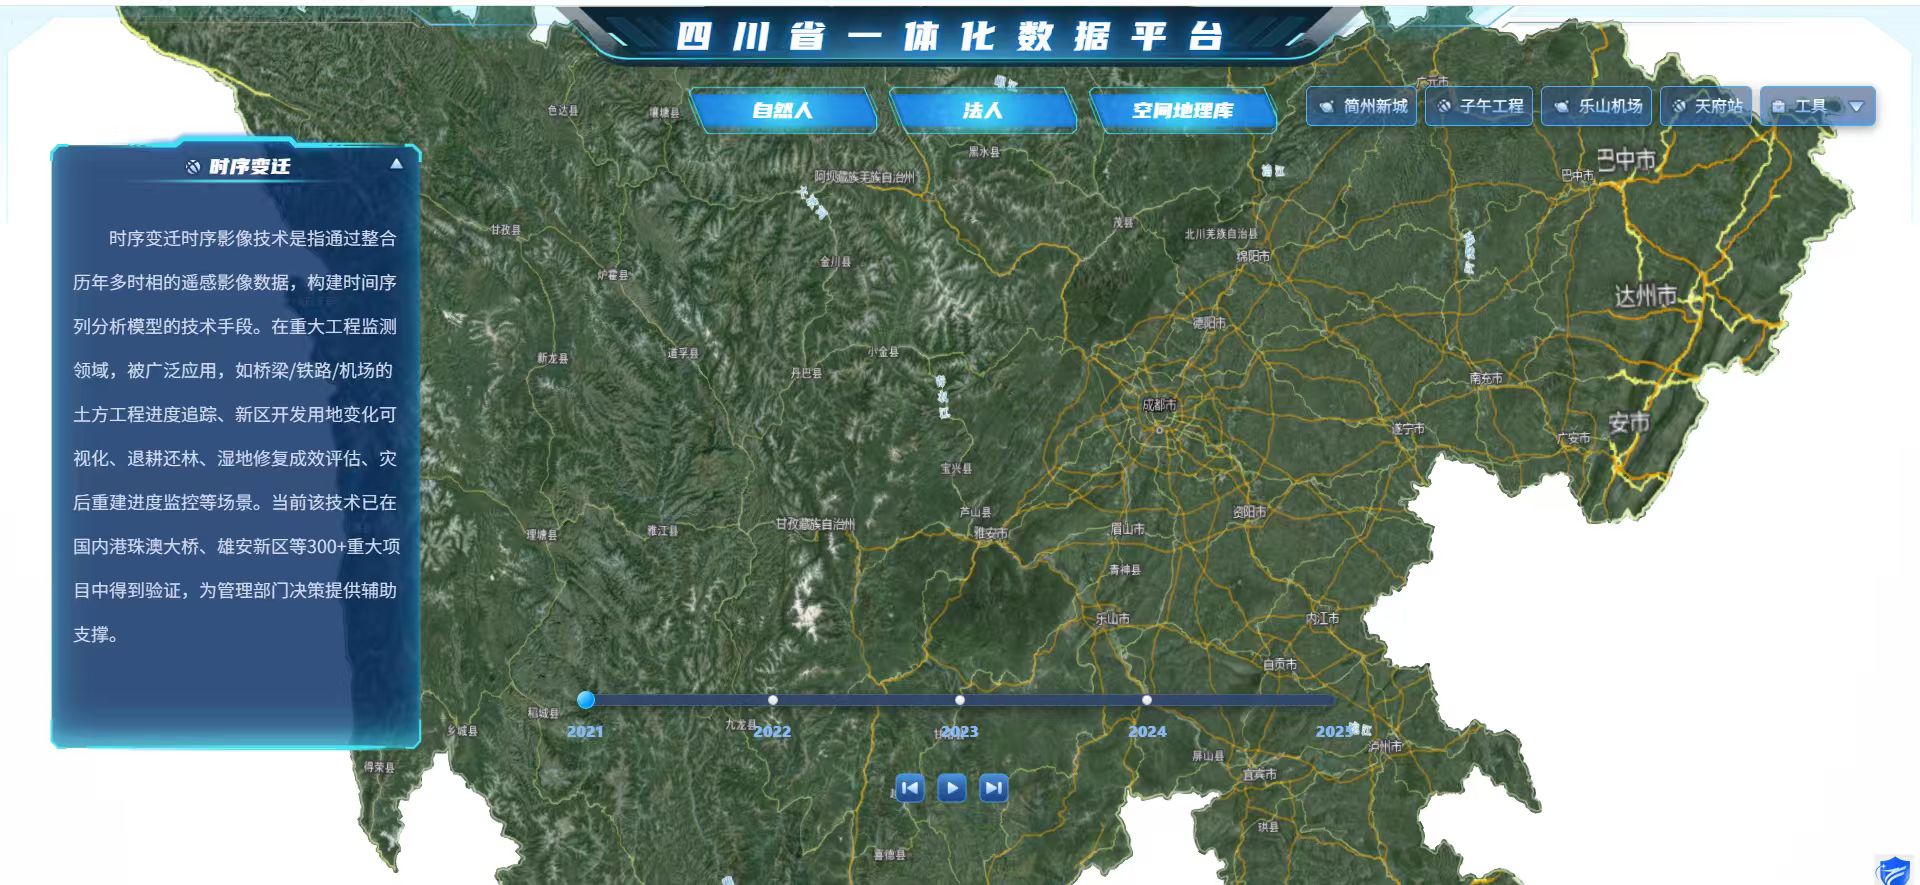 四川省一体化数据平台
自然人
法人
空间地理库
简州新城
子午工程
乐山机场
天府站
工具
时序变迁
时序变迁时序影像技术是指通过整合
历年多时相的遥感影像数据，构建时间序
列分析模型的技术手段。在重大工程监测
领域，被广泛应用，如桥梁/铁路/机场的
土方工程进度追踪、新区开发用地变化可
视化、退耕还林、湿地修复成效评估、灾
后重建进度监控等场景。当前该技术已在
国内港珠澳大桥、雄安新区等300+重大项
目中得到验证，为管理部门决策提供辅助
支撑。
广元市
色达县
壤塘县
黑水县
阿坝藏族羌族自治州
涪江
巴中市
巴中市
甘孜县
茂县
北川羌族自治县
绵阳市
金川县
炉霍县
达州市
德阳市
新龙县
道孚县
小金县
丹巴县
南充市
青衣江
成都市
安市
遂宁市
广安市
宝兴县
芦山县
资阳市
甘孜藏族自治州
理塘县
雅江县
雅安市
眉山市
青神县
乐山市
内江市
自贡市
稻城县
乡城县
九龙县
2021
2022
2023
2024
2025
泸州市
屏山县
宜宾市
得荣县
珙县
喜德县